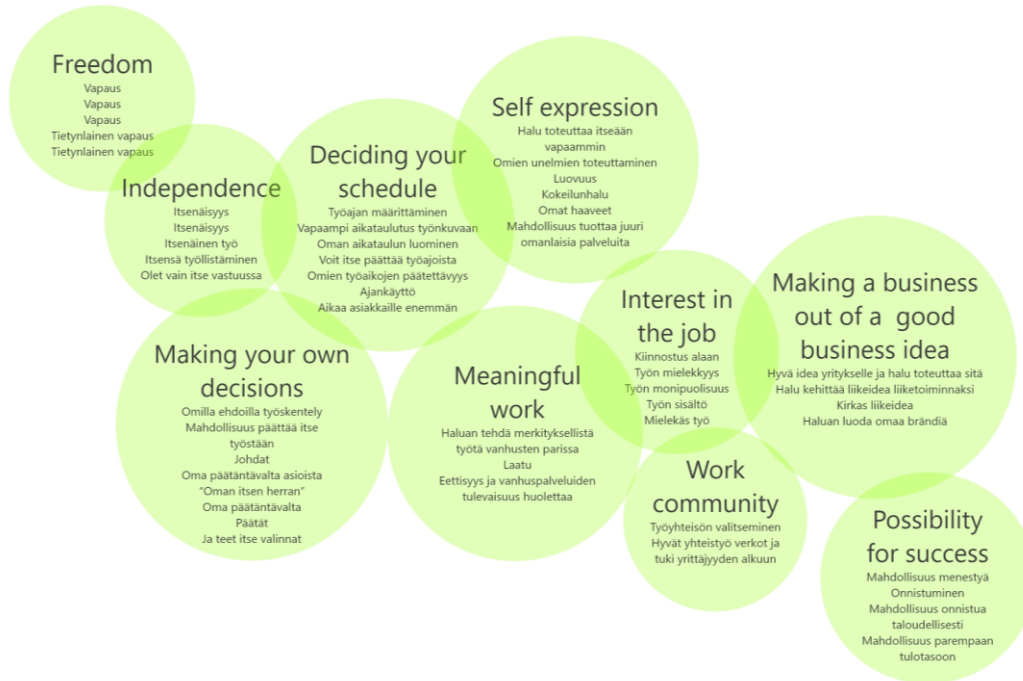 Freedom
Vapaus
Vapaus
Vapaus
Tietynlainen vapaus
Tietynlainen vapaus
Independence
Itsenäisyys
Itsenäisyys
Itsenäinen työ
Itsensä työllistäminen
Olet vain itse vastuussa
Deciding your
schedule
Työajan määrittäminen
Vapaampi aikataulutus työnkuvaan
Oman aikataulun luominen
Voit itse päättää työajoista
Omien työaikojen päätettävyys
Ajankäyttö
Aikaa asiakkaille enemmän
Self expression
Halu toteuttaa itseään
vapaammin
Omien unelmien toteuttaminen
Luovuus
Kokeilunhalu
Omat haaveet
Mahdollisuus tuottaa juuri
omanlaisia palveluita
Making your own
decisions
Omilla ehdoilla työskentely
Mahdollisuus päättää itse
työstään
Johdat
Oma päätäntävalta asioista
"Oman itsen herran"
Oma päätäntävalta
Päätät
Ja teet itse valinnat
Meaningful
work
Haluan tehdä merkityksellistä
työtä vanhusten parissa
Laatu
Eettisyys ja vanhuspalveluiden
tulevaisuus huolettaa
Interest in
the job
Kiinnostus alaan
Työn mielekkyys
Työn monipuolisuus
Työn sisältö
Mielekäs työ
Making a business
out of a good
business idea
Hyvä idea yritykselle ja halu toteuttaa sitä
Halu kehittää liikeidea liiketoiminnaksi
Kirkas liikeidea
Haluan luoda omaa brändiä
Work
community
Työyhteisön valitseminen
Hyvät yhteistyö verkot ja
tuki yrittäjyyden alkuun
Possibility
for success
Mahdollisuus menestyä
Onnistuminen
Mahdollisuus onnistua
taloudellisesti
Mahdollisuus parempaan
tulotasoon